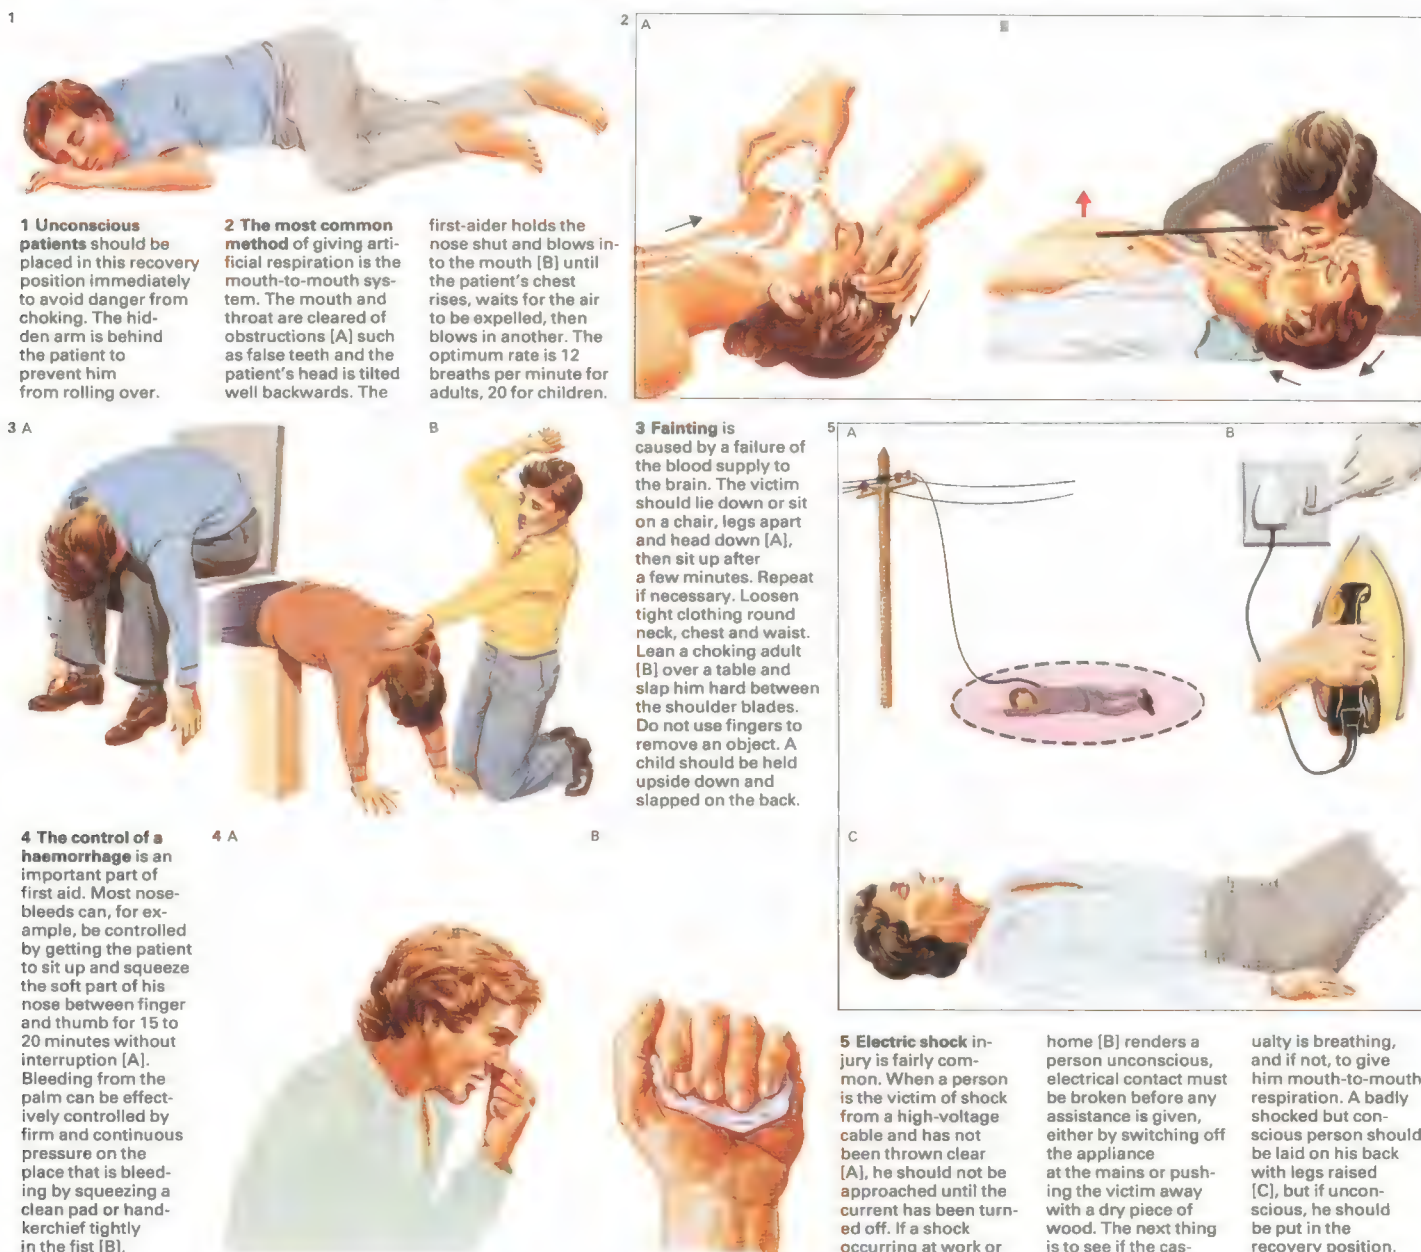 1
1 Unconscious
patients should be
placed in this recovery
position immediately
to avoid danger from
choking. The hid-
den arm is behind
the patient to
prevent him
from rolling over.
2 The most common
method of giving arti-
ficial respiration is the
mouth-to-mouth sys-
tem. The mouth and
throat are cleared of
obstructions [A] such
as false teeth and the
patient's head is tilted
well backwards. The
first-aider holds the
nose shut and blows in-
to the mouth [B] until
the patient's chest
rises, waits for the air
to be expelled, then
blows in another. The
optimum rate is 12
breaths per minute for
adults, 20 for children.
2 A
3 A
B
3 Fainting is
caused by a failure of
the blood supply to
the brain. The victim
should lie down or sit
on a chair, legs apart
and head down [A],
then sit up after
a few minutes. Repeat
if necessary. Loosen
tight clothing round
neck, chest and waist.
Lean a choking adult
[B] over a table and
slap him hard between
the shoulder blades.
Do not use fingers to
remove an object. A
child should be held
upside down and
slapped on the back.
5 A
B
C
4 The control of a
haemorrhage is an
important part of
first aid. Most nose-
bleeds can, for ex-
ample, be controlled
by getting the patient
to sit up and squeeze
the soft part of his
nose between finger
and thumb for 15 to
20 minutes without
interruption [A].
Bleeding from the
palm can be effect-
ively controlled by
firm and continuous
pressure on the
place that is bleed-
ing by squeezing a
clean pad or hand-
kerchief tightly
in the fist [B].
4 A
B
5 Electric shock in-
jury is fairly com-
mon. When a person
is the victim of shock
from a high-voltage
cable and has not
been thrown clear
[A], he should not be
approached until the
current has been turn-
ed off. If a shock
occurring at work or
home [B] renders a
person unconscious,
electrical contact must
be broken before any
assistance is given,
either by switching off
the appliance
at the mains or push-
ing the victim away
with a dry piece of
wood. The next thing
is to see if the cas-
ualty is breathing,
and if not, to give
him mouth-to-mouth
respiration. A badly
shocked but con-
scious person should
be laid on his back
with legs raised
[C], but if uncon-
scious, he should
be put in the
recovery position.